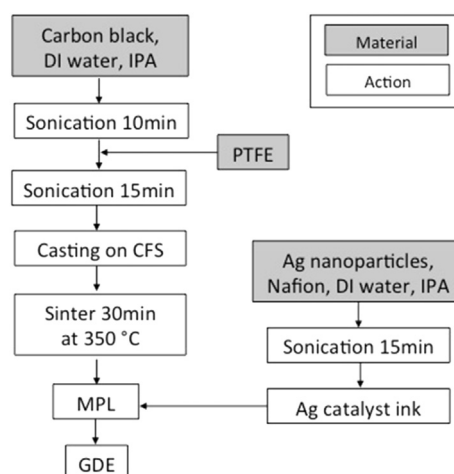 Carbon black,
DI water, IPA
Material
Action
Sonication 10min
PTFE
Sonication 15min
Casting on CFS
Ag nanoparticles,
Nafion, DI water, IPA
Sinter 30min
at 350 °C
Sonication 15min
MPL
Ag catalyst ink
GDE